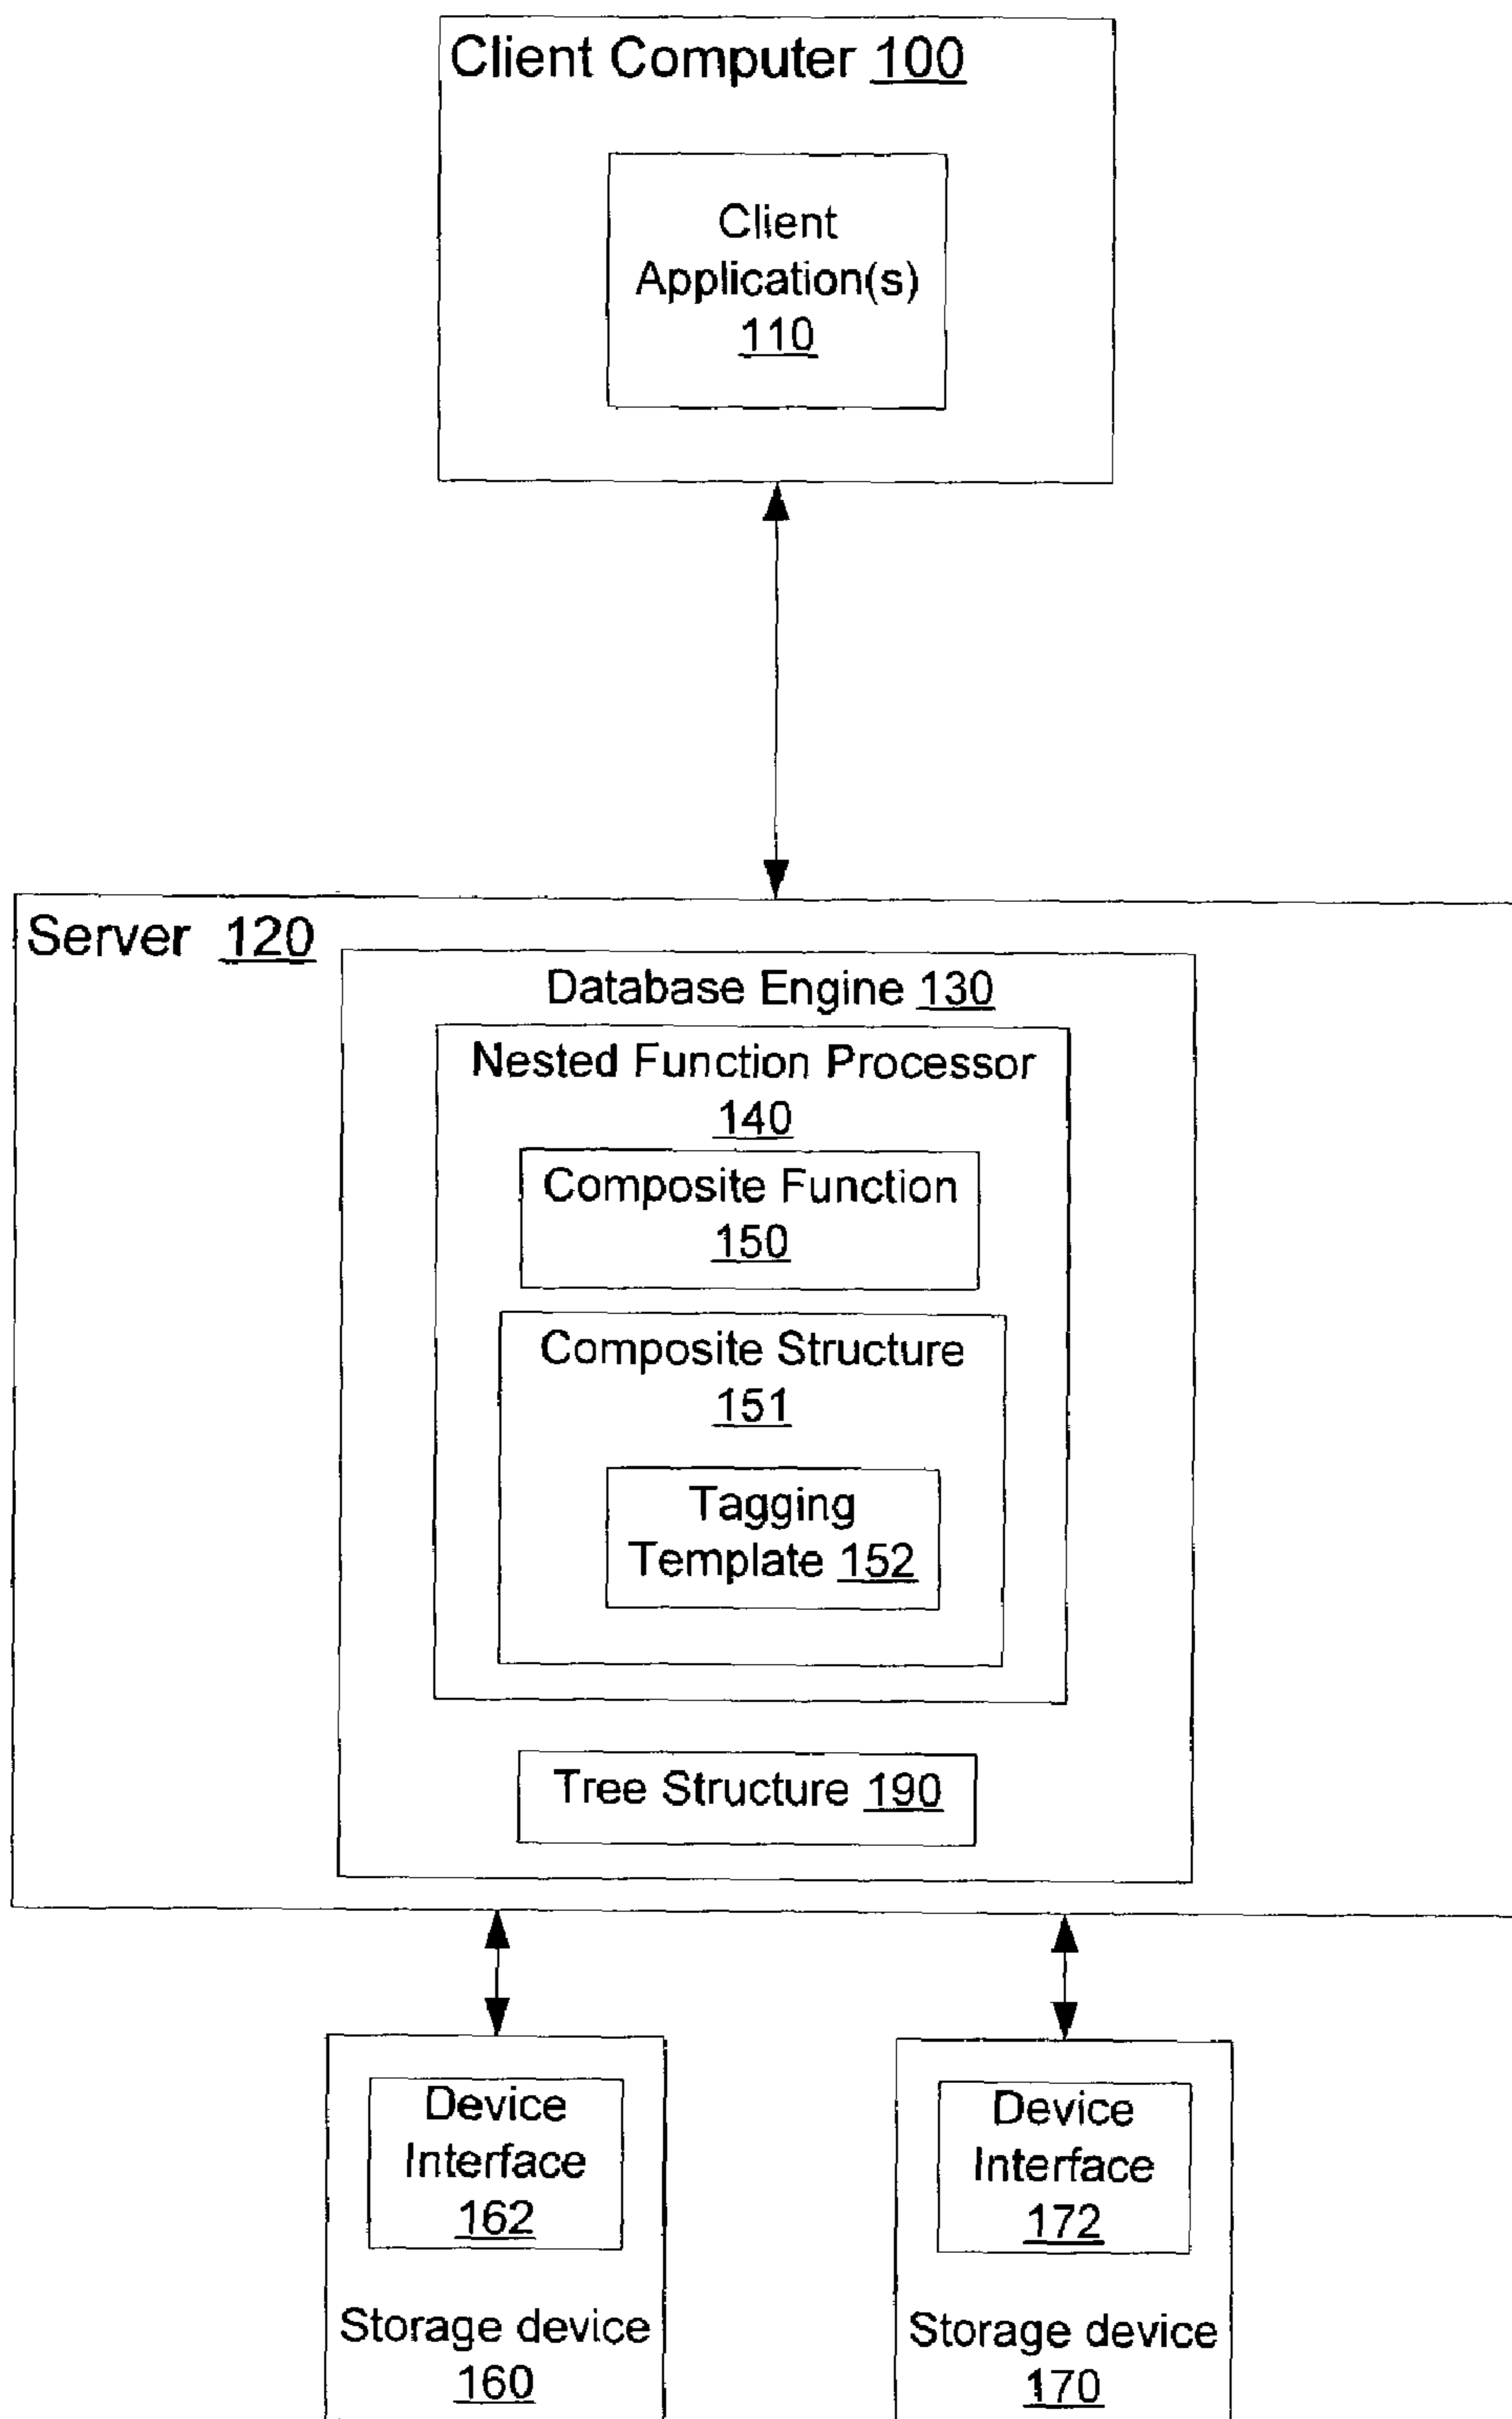 Client Computer 100
Client
Application(s)
110
Server 120
Database Engine 130
Nested Function Processor
140
Composite Function
150
Composite Structure
151
Tagging
Template 152
Tree Structure 190
Device
Interface
162
Storage device
160
Device
Interface
172
Storage device
170